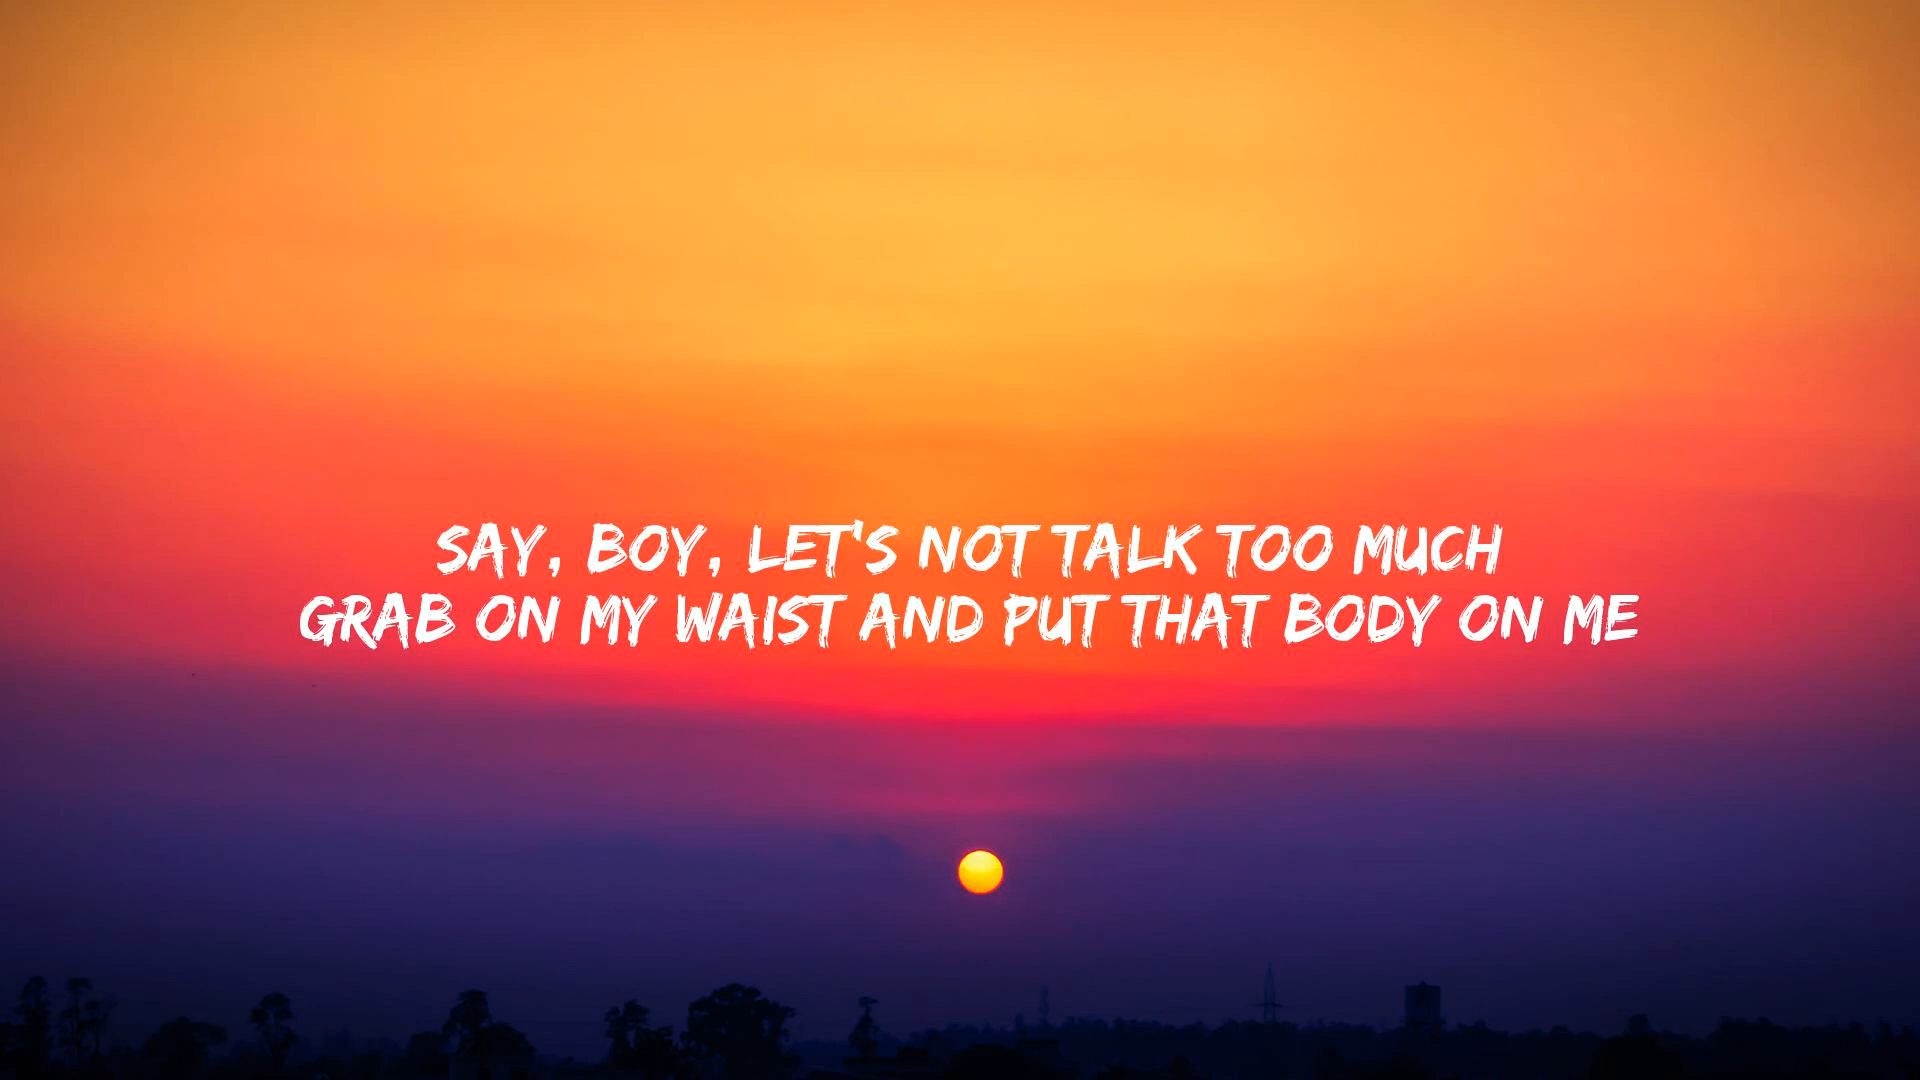 SAY, BOY, LET'S NOT TALK TOO MUCH
GRAB ON MY WAIST AND PUT THAT BODY ON ME